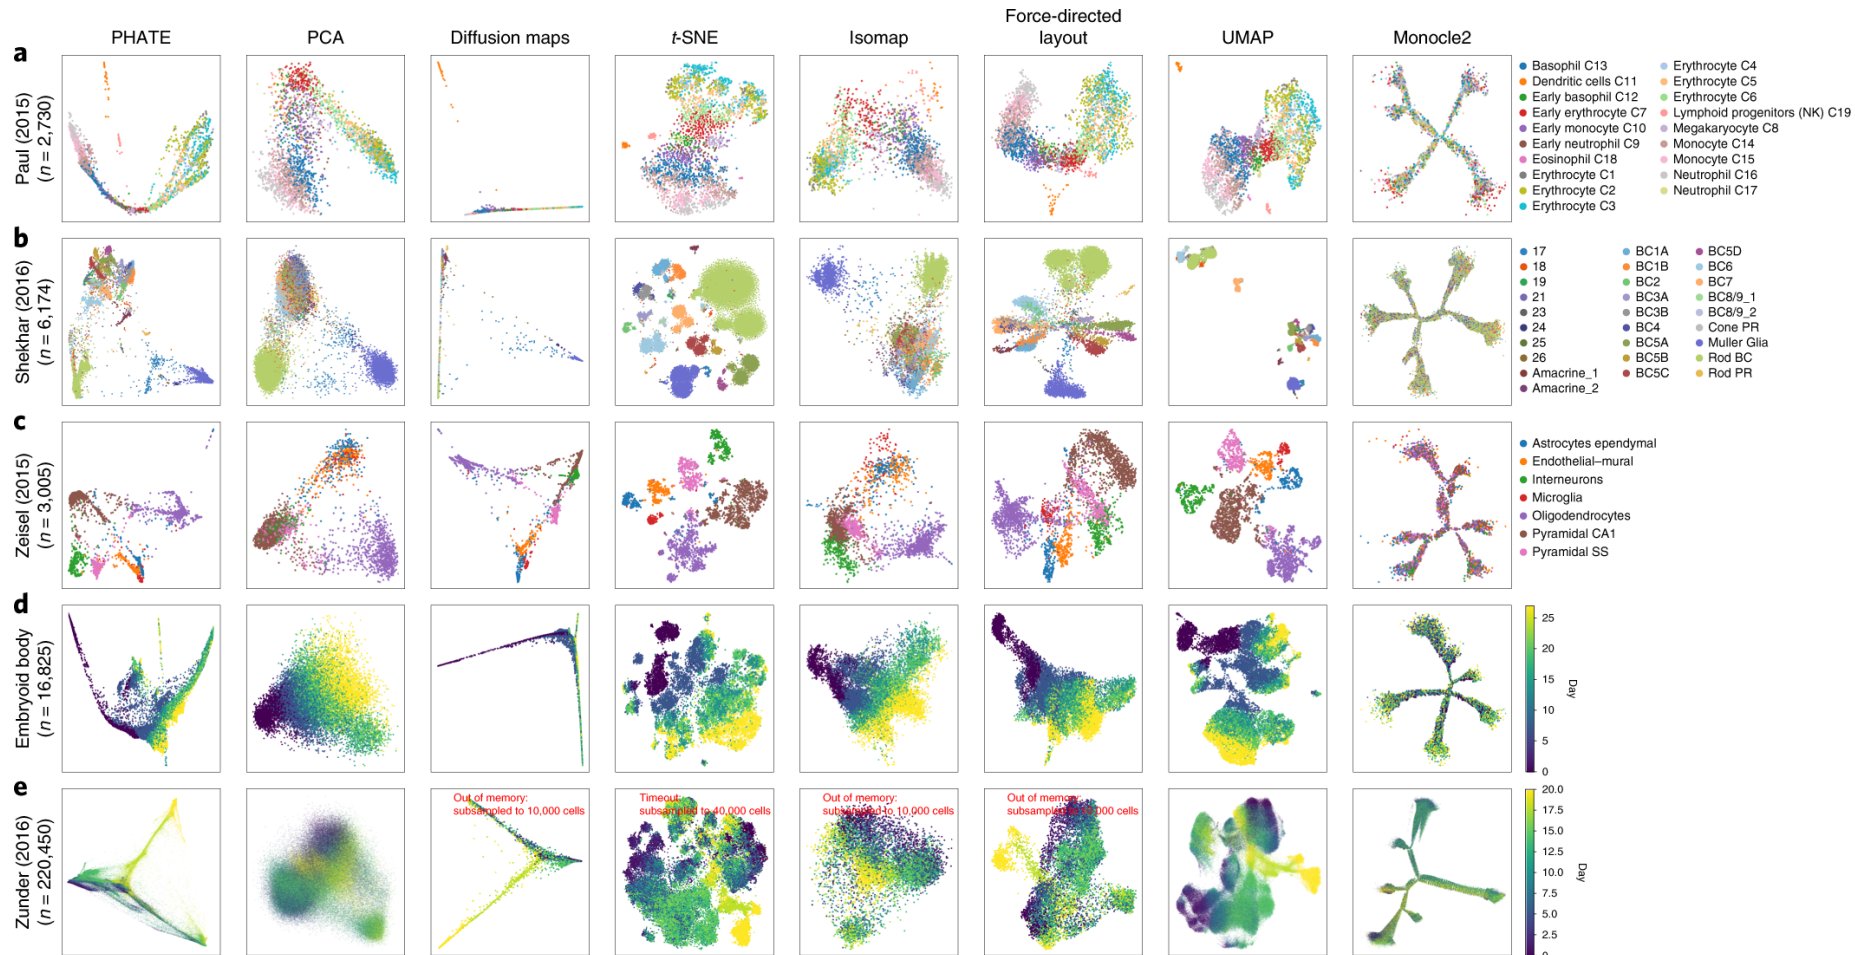 PHATE
PCA
Diffusion maps
t-SNE
Isomap
Force-directed
layout
UMAP
Monocle2
a
Paul (2015)
(n = 2,730)
Basophil C13
Dendritic cells C11
Early basophil C12
Early erythrocyte C7
Early monocyte C10
Early neutrophil C9
Eosinophil C18
Erythrocyte C1
Erythrocyte C2
Erythrocyte C3
Erythrocyte C4
Erythrocyte C5
Erythrocyte C6
Lymphoid progenitors (NK) C19
Megakaryocyte C8
Monocyte C14
Monocyte C15
Neutrophil C16
Neutrophil C17
b
Shekhar (2016)
(n = 6,174)
17
18
19
21
23
24
25
26
Amacrine_1
Amacrine_2
BC1A
BC1B
BC2
BC3A
BC3B
BC4
BC5A
BC5B
BC5C
BC5D
BC6
BC7
BC8/9_1
BC8/9_2
Cone PR
Muller Glia
Rod BC
Rod PR
c
Zeisel (2015)
(n = 3,005)
Astrocytes ependymal
Endothelial–mural
Interneurons
Microglia
Oligodendrocytes
Pyramidal CA1
Pyramidal SS
d
Embryoid body
(n = 16,825)
25
20
15
10
5
0
Day
e
Zunder (2016)
(n = 220,450)
Out of memory:
subsampled to 10,000 cells
Timeout:
subsampled to 40,000 cells
Out of memory:
subsampled to 10,000 cells
Out of memory:
subsampled to cells
20.0
17.5
15.0
12.5
10.0
7.5
5.0
2.5
0
Day